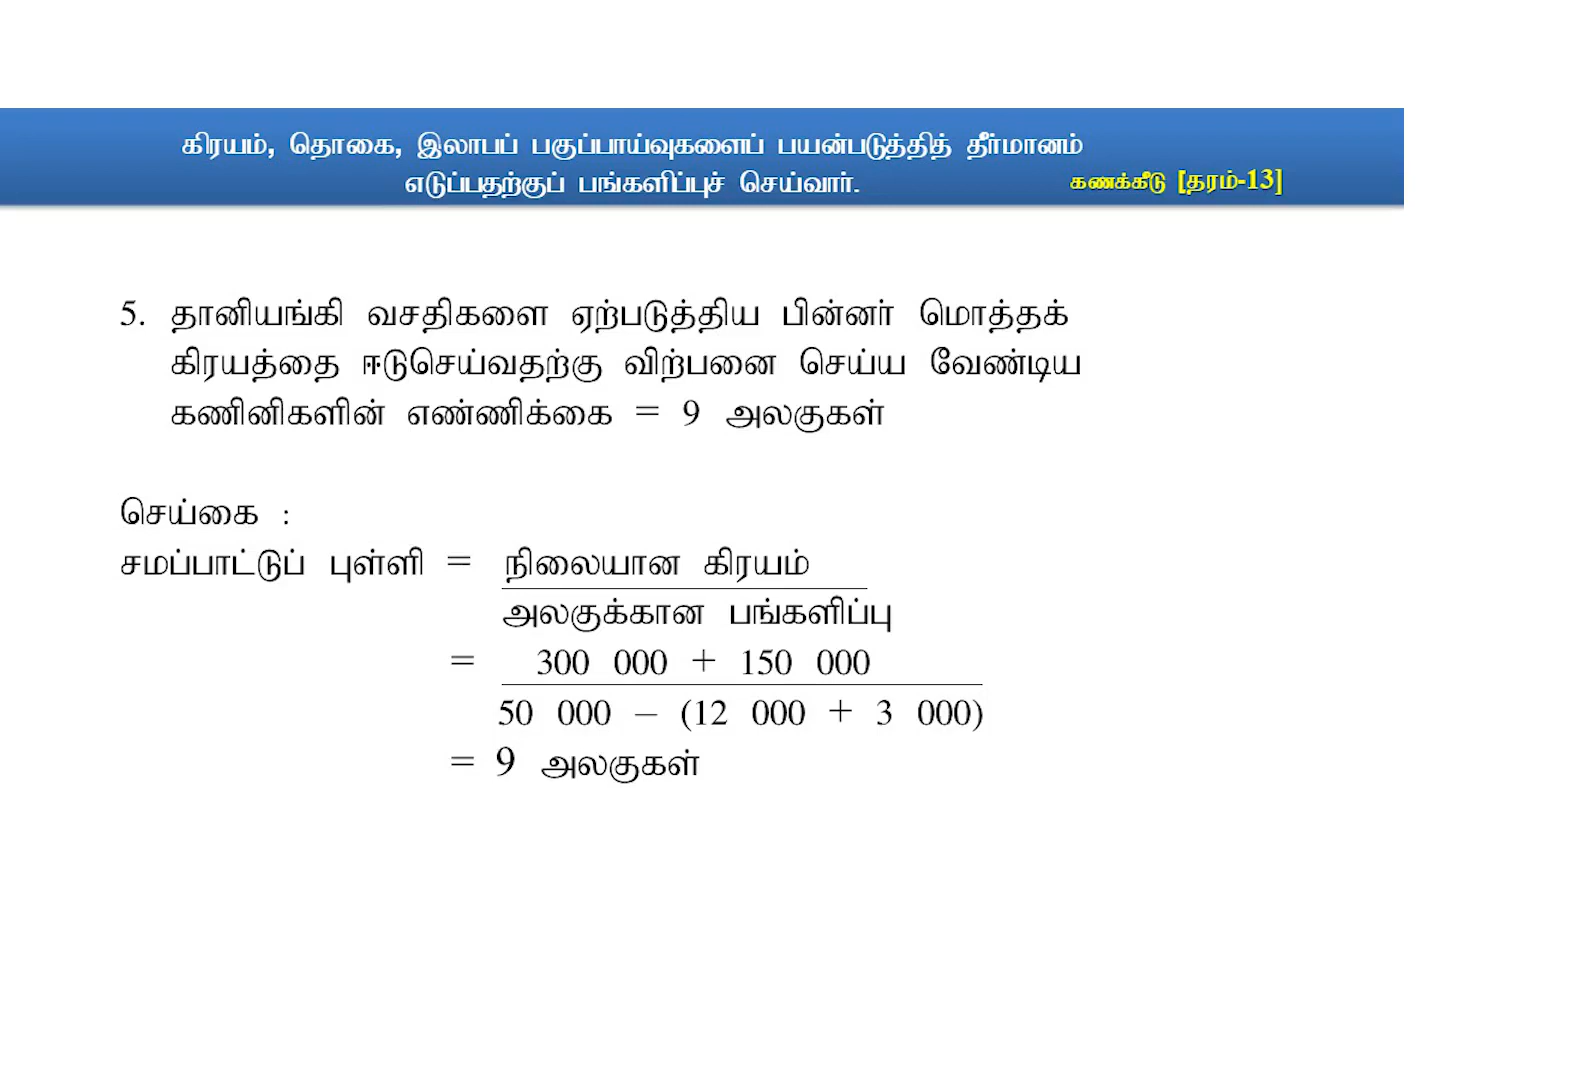 கிரயம், தொகை, இலாபப் பகுப்பாய்வுகளைப் பயன்படுத்தித் தீர்மானம்
எடுப்பதற்குப் பங்களிப்புச் செய்வார்.
கணக்கீடு [தரம்-13]
5. தானியங்கி வசதிகளை ஏற்படுத்திய பின்னர் மொத்தக்
கிரயத்தை ஈடுசெய்வதற்கு விற்பனை செய்ய வேண்டிய
கணினிகளின் எண்ணிக்கை = 9 அலகுகள்
செய்கை :
சமப்பாட்டுப் புள்ளி = நிலையான கிரயம்
அலகுக்கான பங்களிப்பு
= 300 000 + 150 000
50 000 – (12 000 + 3 000)
= 9 அலகுகள்